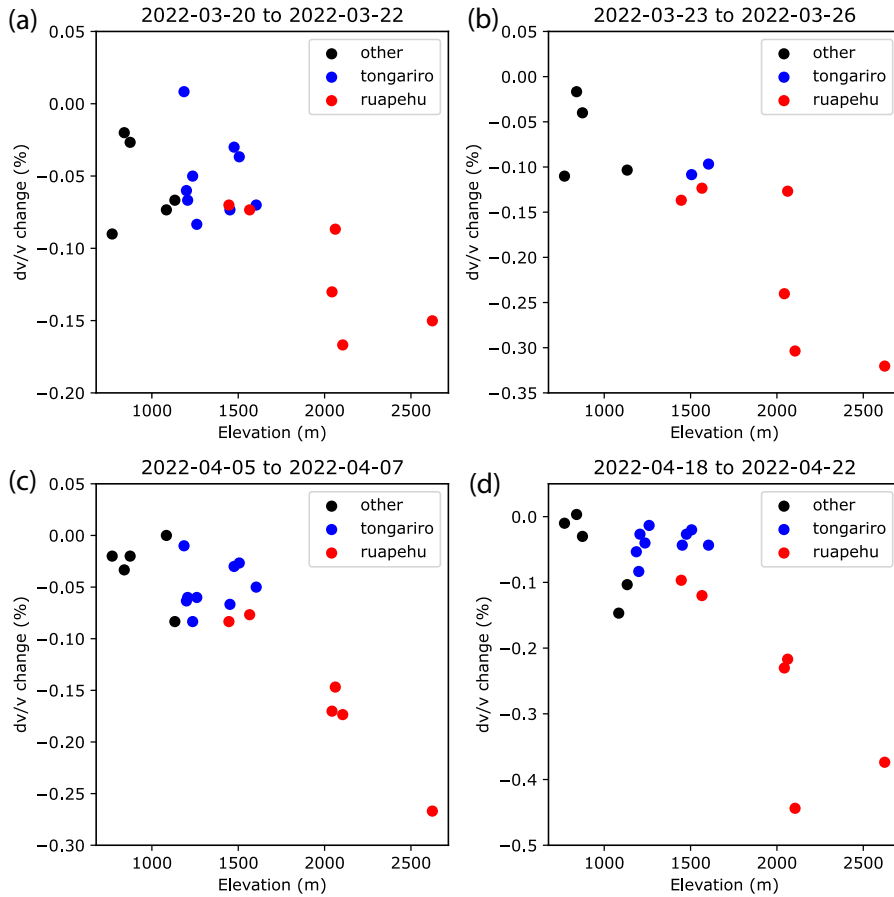 (a)
2022-03-20 to 2022-03-22
0.05
0.00
−0.05
−0.10
−0.15
−0.20
dv/v change (%)
other
tongariro
ruapehu
1000 1500 2000 2500
Elevation (m)
(b)
2022-03-23 to 2022-03-26
0.05
0.00
−0.05
−0.10
−0.15
−0.20
−0.25
−0.30
−0.35
dv/v change (%)
other
tongariro
ruapehu
1000 1500 2000 2500
Elevation (m)
(c)
2022-04-05 to 2022-04-07
0.05
0.00
−0.05
−0.10
−0.15
−0.20
−0.25
−0.30
dv/v change (%)
other
tongariro
ruapehu
1000 1500 2000 2500
Elevation (m)
(d)
2022-04-18 to 2022-04-22
0.0
−0.1
−0.2
−0.3
−0.4
−0.5
dv/v change (%)
other
tongariro
ruapehu
1000 1500 2000 2500
Elevation (m)